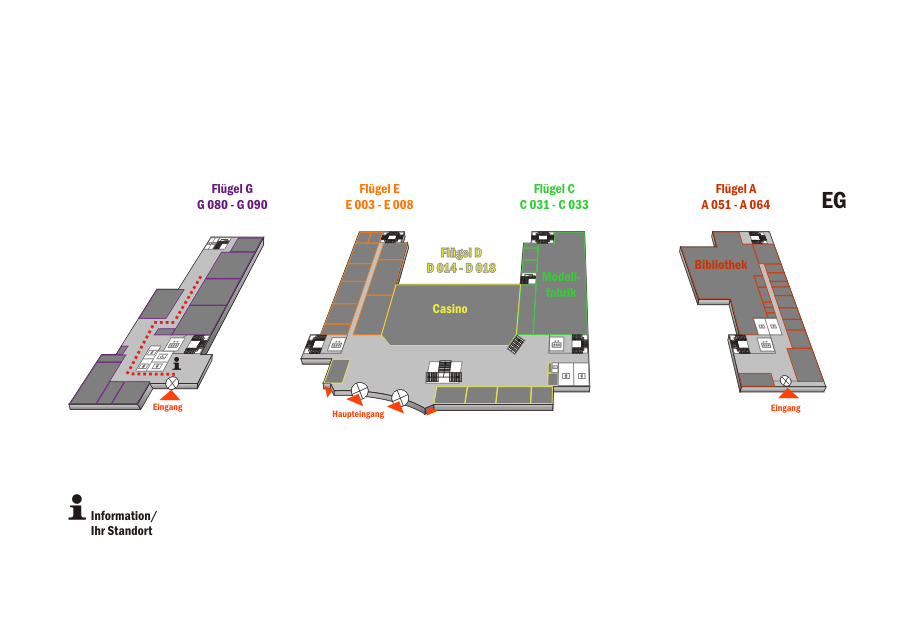 Flügel G
G 080 - G 090
Flügel E
E 003 - E 008
Flügel C
C 031 - C 033
Flügel A
A 051 - A 064
EG
Flügel D
D 014 - D 018
Bibliothek
Modell-
fabrik
Casino
Eingang
Haupteingang
Eingang
Information/
Ihr Standort